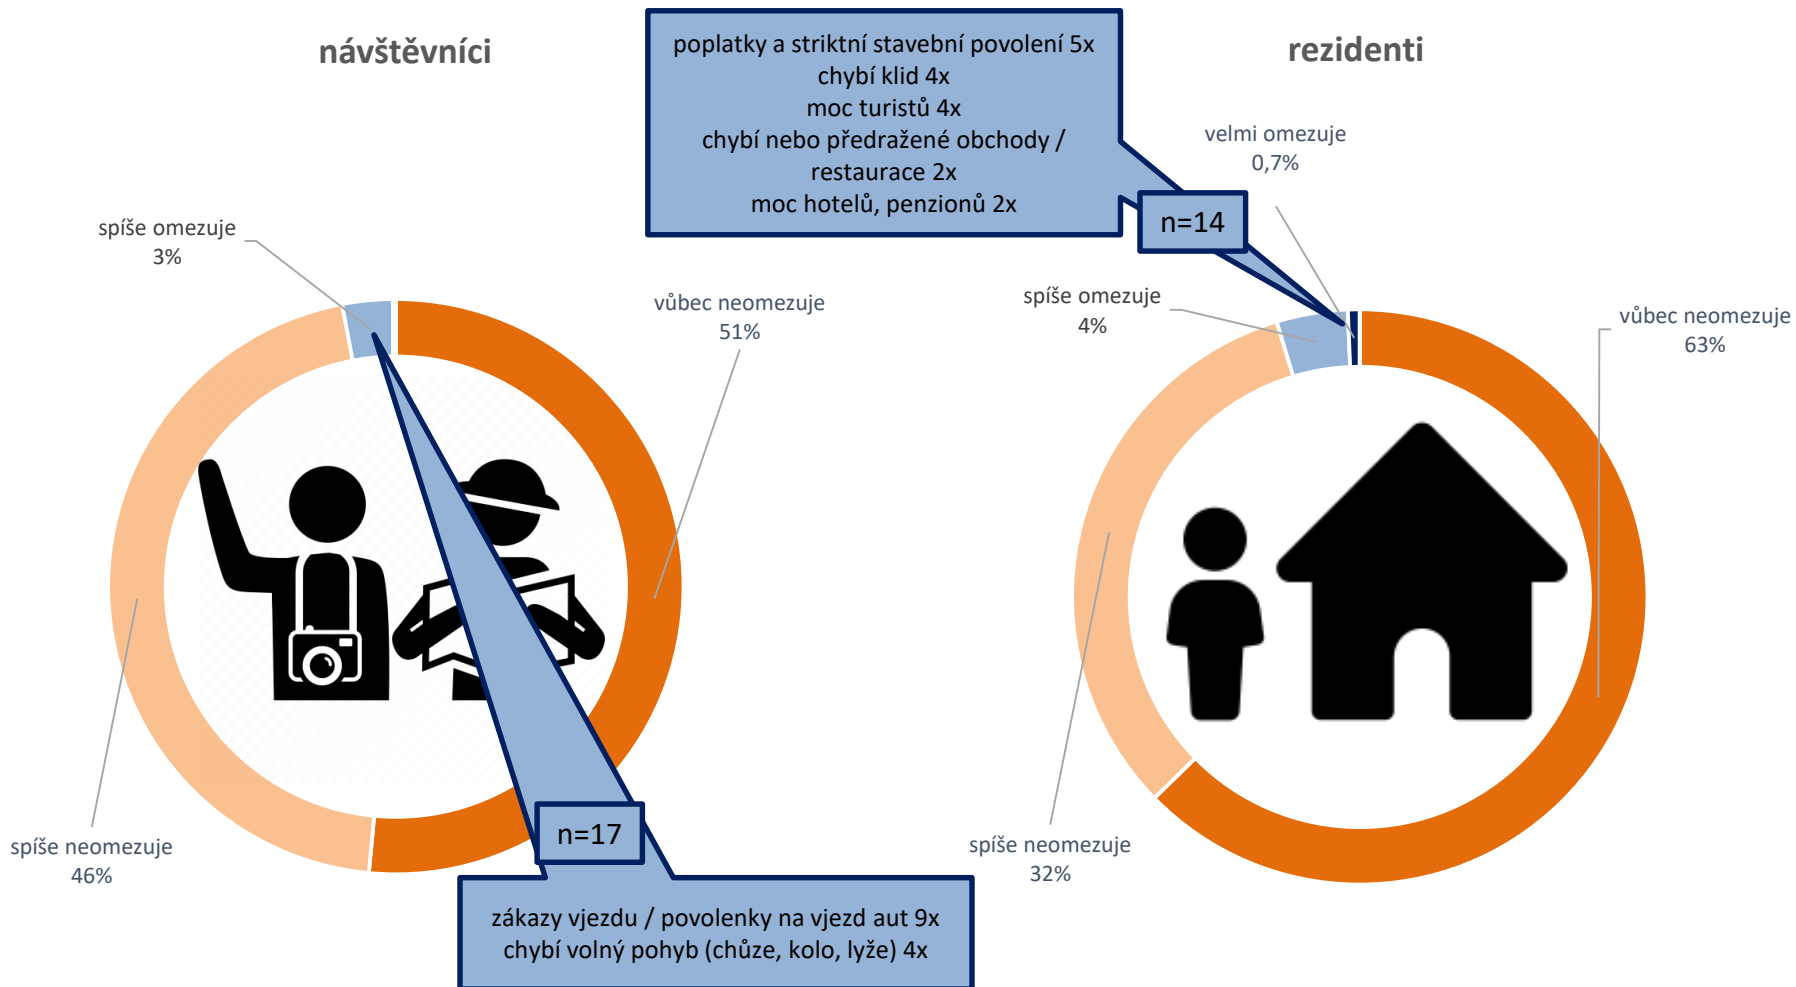 návštěvníci
poplatky a striktní stavební povolení 5x
chybí klid 4x
moc turistů 4x
chybí nebo předražené obchody /
restaurace 2x
moc hotelů, penzionů 2x
rezidenti
velmi omezuje
0,7%
n=14
spíše omezuje
3%
vůbec neomezuje
51%
spíše omezuje
4%
vůbec neomezuje
63%
spíše neomezuje
46%
n=17
spíše neomezuje
32%
zákazy vjezdu / povolenky na vjezd aut 9x
chybí volný pohyb (chůze, kolo, lyže) 4x